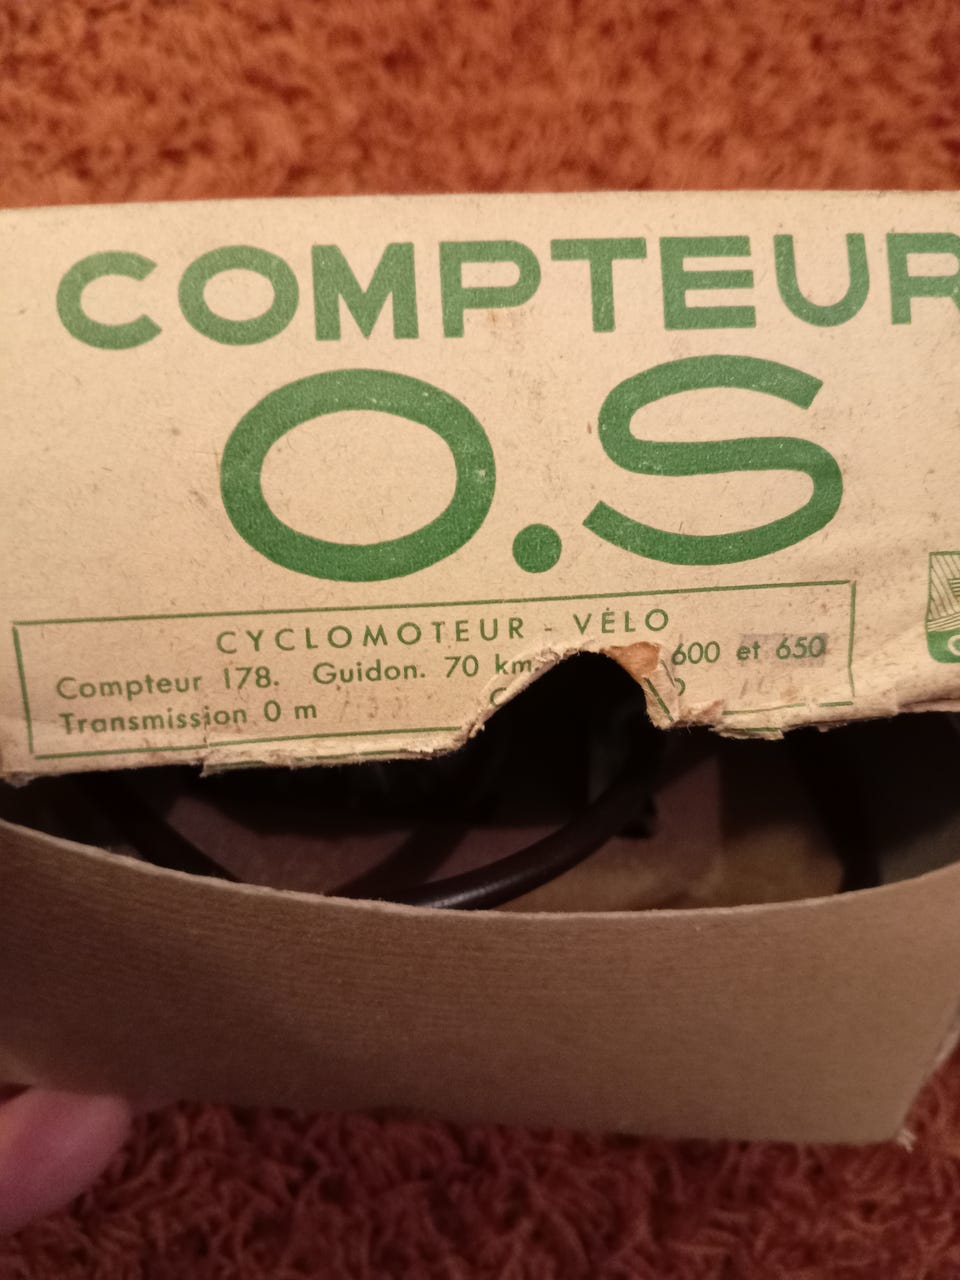 COMPTEUR
O.S
CYCLOMOTEUR - VÉLO
Compteur 178. Guidon. 70 km 600 et 650
Transmission 0 m